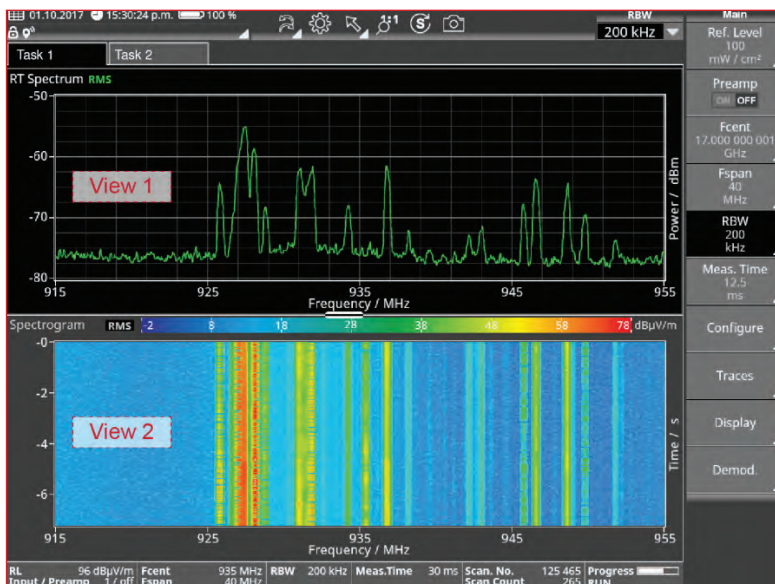 01.10.2017 15:30:24 p.m. 100 %
RBW
200 kHz
Task 1 Task 2
RT Spectrum RMS
-50
-60
-70
-80
View 1
Power / dBm
915 925 935 945 955
Frequency / MHz
Spectrogram RMS -2 8 18 28 38 48 58 78 dBµV/m
-0
-2
-4
-6
View 2
Time / s
915 925 935 945 955
Frequency / MHz
RL 96 dBµV/m Fcent 935 MHz RBW 200 kHz Meas.Time 30 ms Scan. No. 125 465 Progress
Input / Preamp 1 / off Fspan 40 MHz Scan Count 265 RUN
Main
Ref. Level
100
mW / cm²
Preamp
ON OFF
Fcent
17.000 000 001
GHz
Fspan
40
MHz
RBW
200
kHz
Meas. Time
12.5
ms
Configure
Traces
Display
Demod.